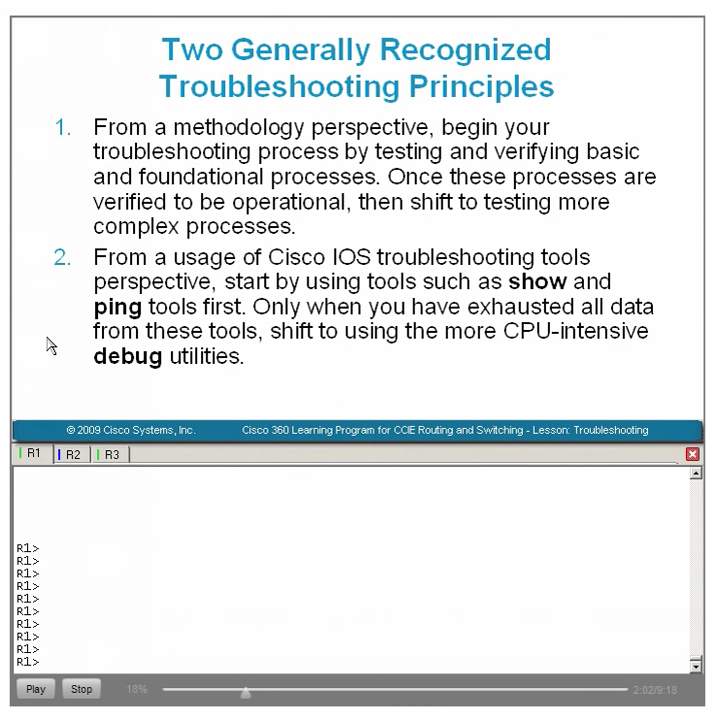 Two Generally Recognized
Troubleshooting Principles
1. From a methodology perspective, begin your
troubleshooting process by testing and verifying basic
and foundational processes. Once these processes are
verified to be operational, then shift to testing more
complex processes.
2. From a usage of Cisco IOS troubleshooting tools
perspective, start by using tools such as show and
ping tools first. Only when you have exhausted all data
from these tools, shift to using the more CPU-intensive
debug utilities.
© 2009 Cisco Systems, Inc. Cisco 360 Learning Program for CCIE Routing and Switching - Lesson: Troubleshooting
R1 R2 R3
R1>
R1>
R1>
R1>
R1>
R1>
R1>
R1>
R1>
R1>
Play Stop 18% 2:02/9:18